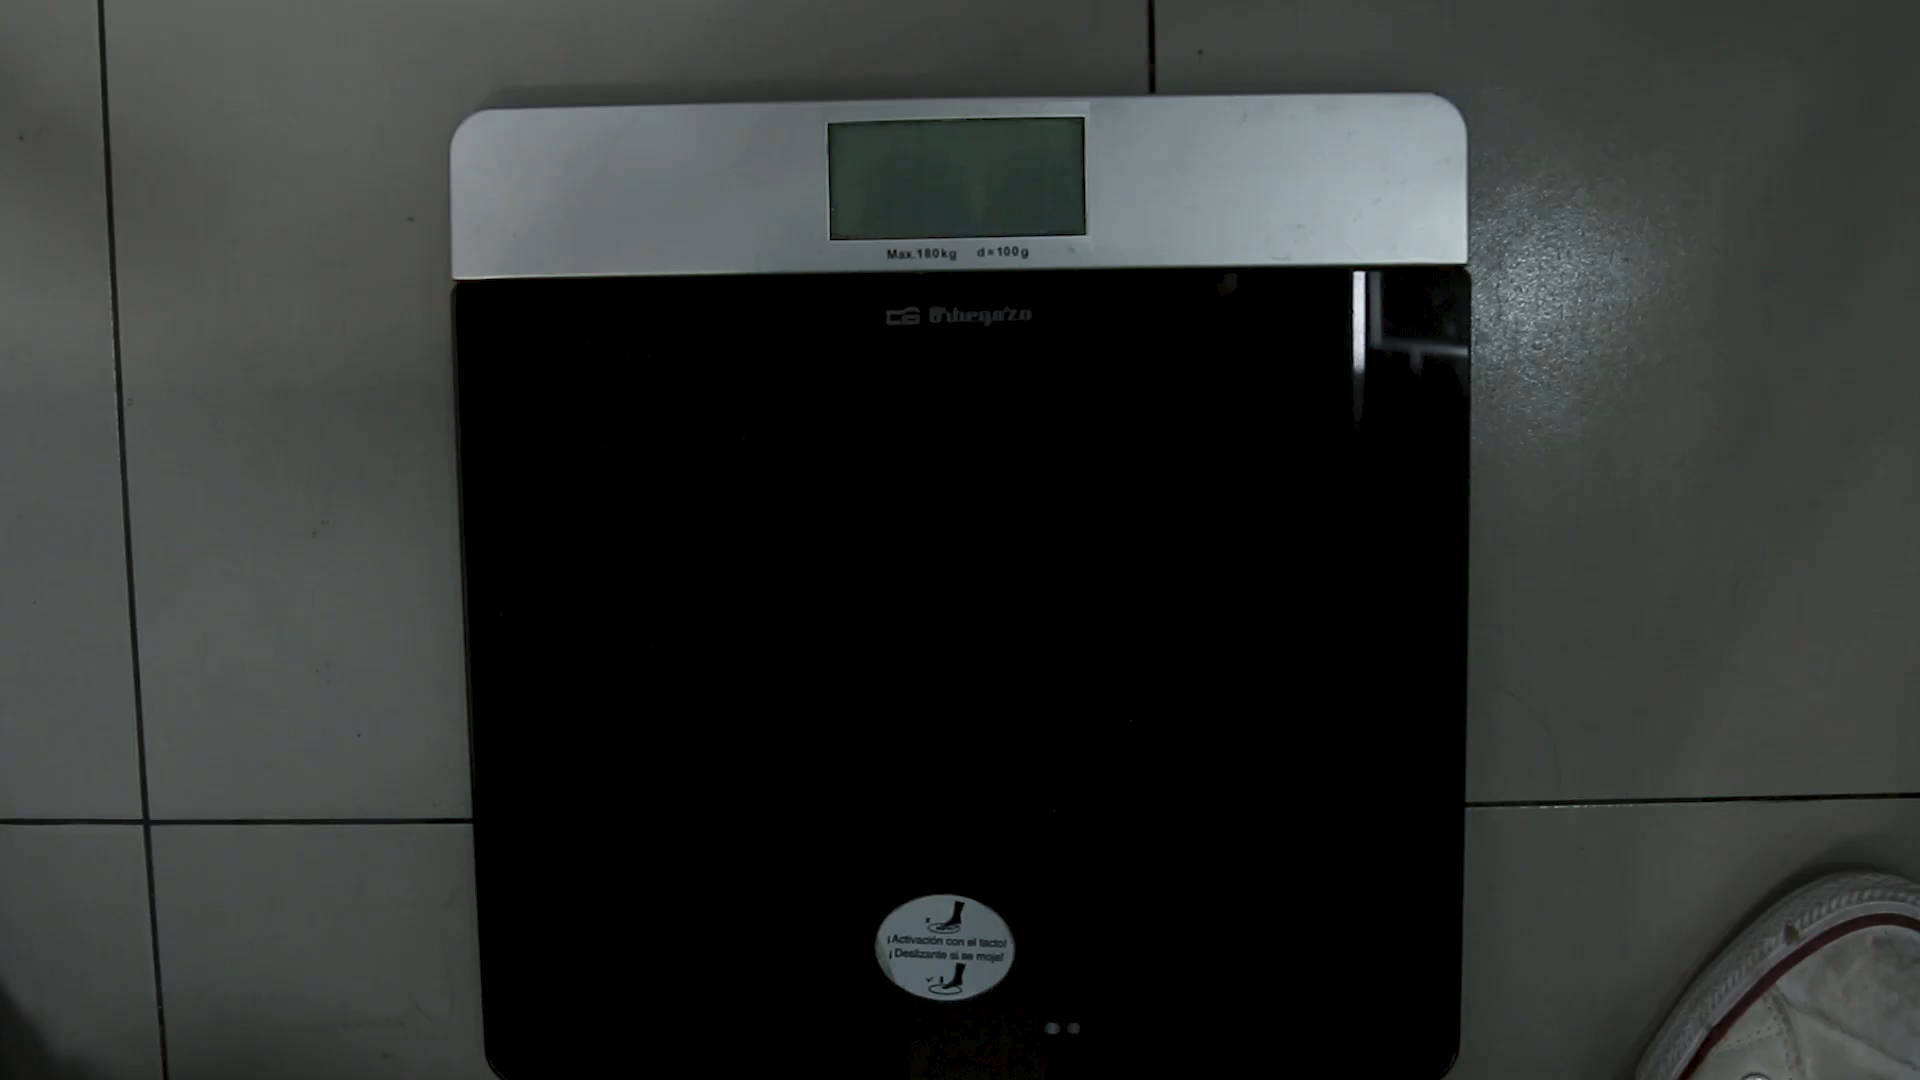 Max.180kg d=100g
Orbegozo
¡Activación con el tacto!
¡Deslizante si se moja!